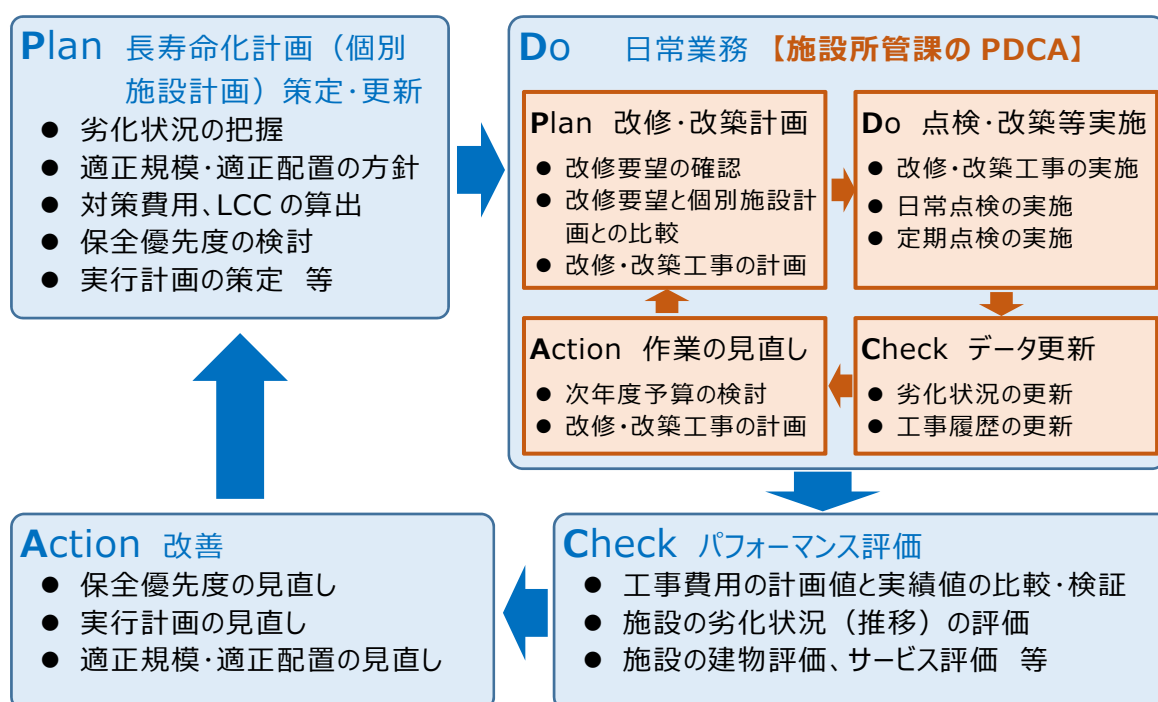 Plan 長寿命化計画（個別
施設計画）策定・更新
● 劣化状況の把握
● 適正規模・適正配置の方針
● 対策費用、LCC の算出
● 保全優先度の検討
● 実行計画の策定 等
Do 日常業務 【施設所管課の PDCA】
Plan 改修・改築計画
● 改修要望の確認
● 改修要望と個別施設計
画との比較
● 改修・改築工事の計画
Do 点検・改築等実施
● 改修・改築工事の実施
● 日常点検の実施
● 定期点検の実施
Check データ更新
● 劣化状況の更新
● 工事履歴の更新
Action 作業の見直し
● 次年度予算の検討
● 改修・改築工事の計画
Check パフォーマンス評価
● 工事費用の計画値と実績値の比較・検証
● 施設の劣化状況（推移）の評価
● 施設の建物評価、サービス評価 等
Action 改善
● 保全優先度の見直し
● 実行計画の見直し
● 適正規模・適正配置の見直し